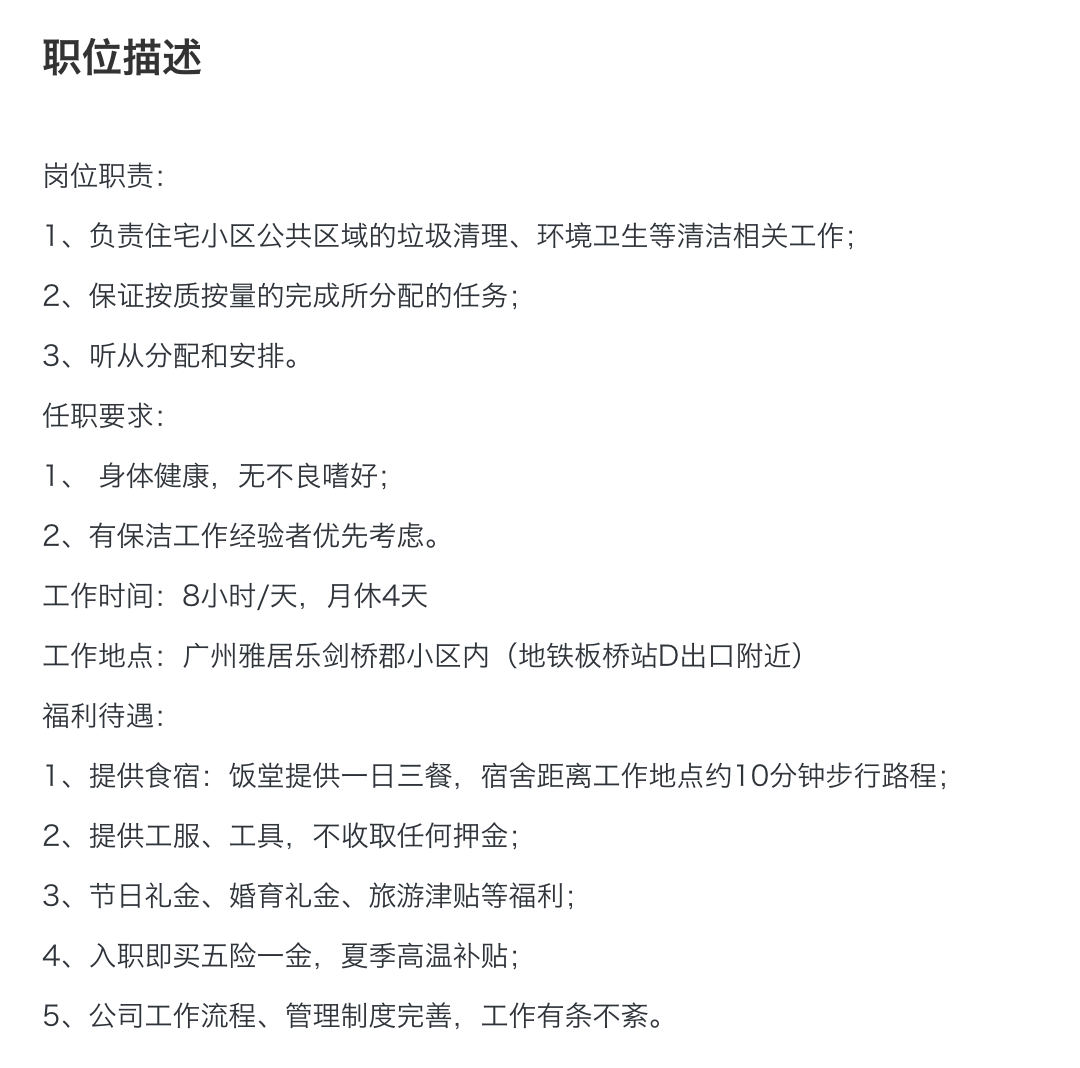 职位描述
岗位职责：
1、负责住宅小区公共区域的垃圾清理、环境卫生等清洁相关工作；
2、保证按质按量的完成所分配的任务；
3、听从分配和安排。
任职要求：
1、 身体健康，无不良嗜好；
2、有保洁工作经验者优先考虑。
工作时间：8小时/天，月休4天
工作地点：广州雅居乐剑桥郡小区内（地铁板桥站D出口附近）
福利待遇：
1、提供食宿：饭堂提供一日三餐，宿舍距离工作地点约10分钟步行路程；
2、提供工服、工具，不收取任何押金；
3、节日礼金、婚育礼金、旅游津贴等福利；
4、入职即买五险一金，夏季高温补贴；
5、公司工作流程、管理制度完善，工作有条不紊。